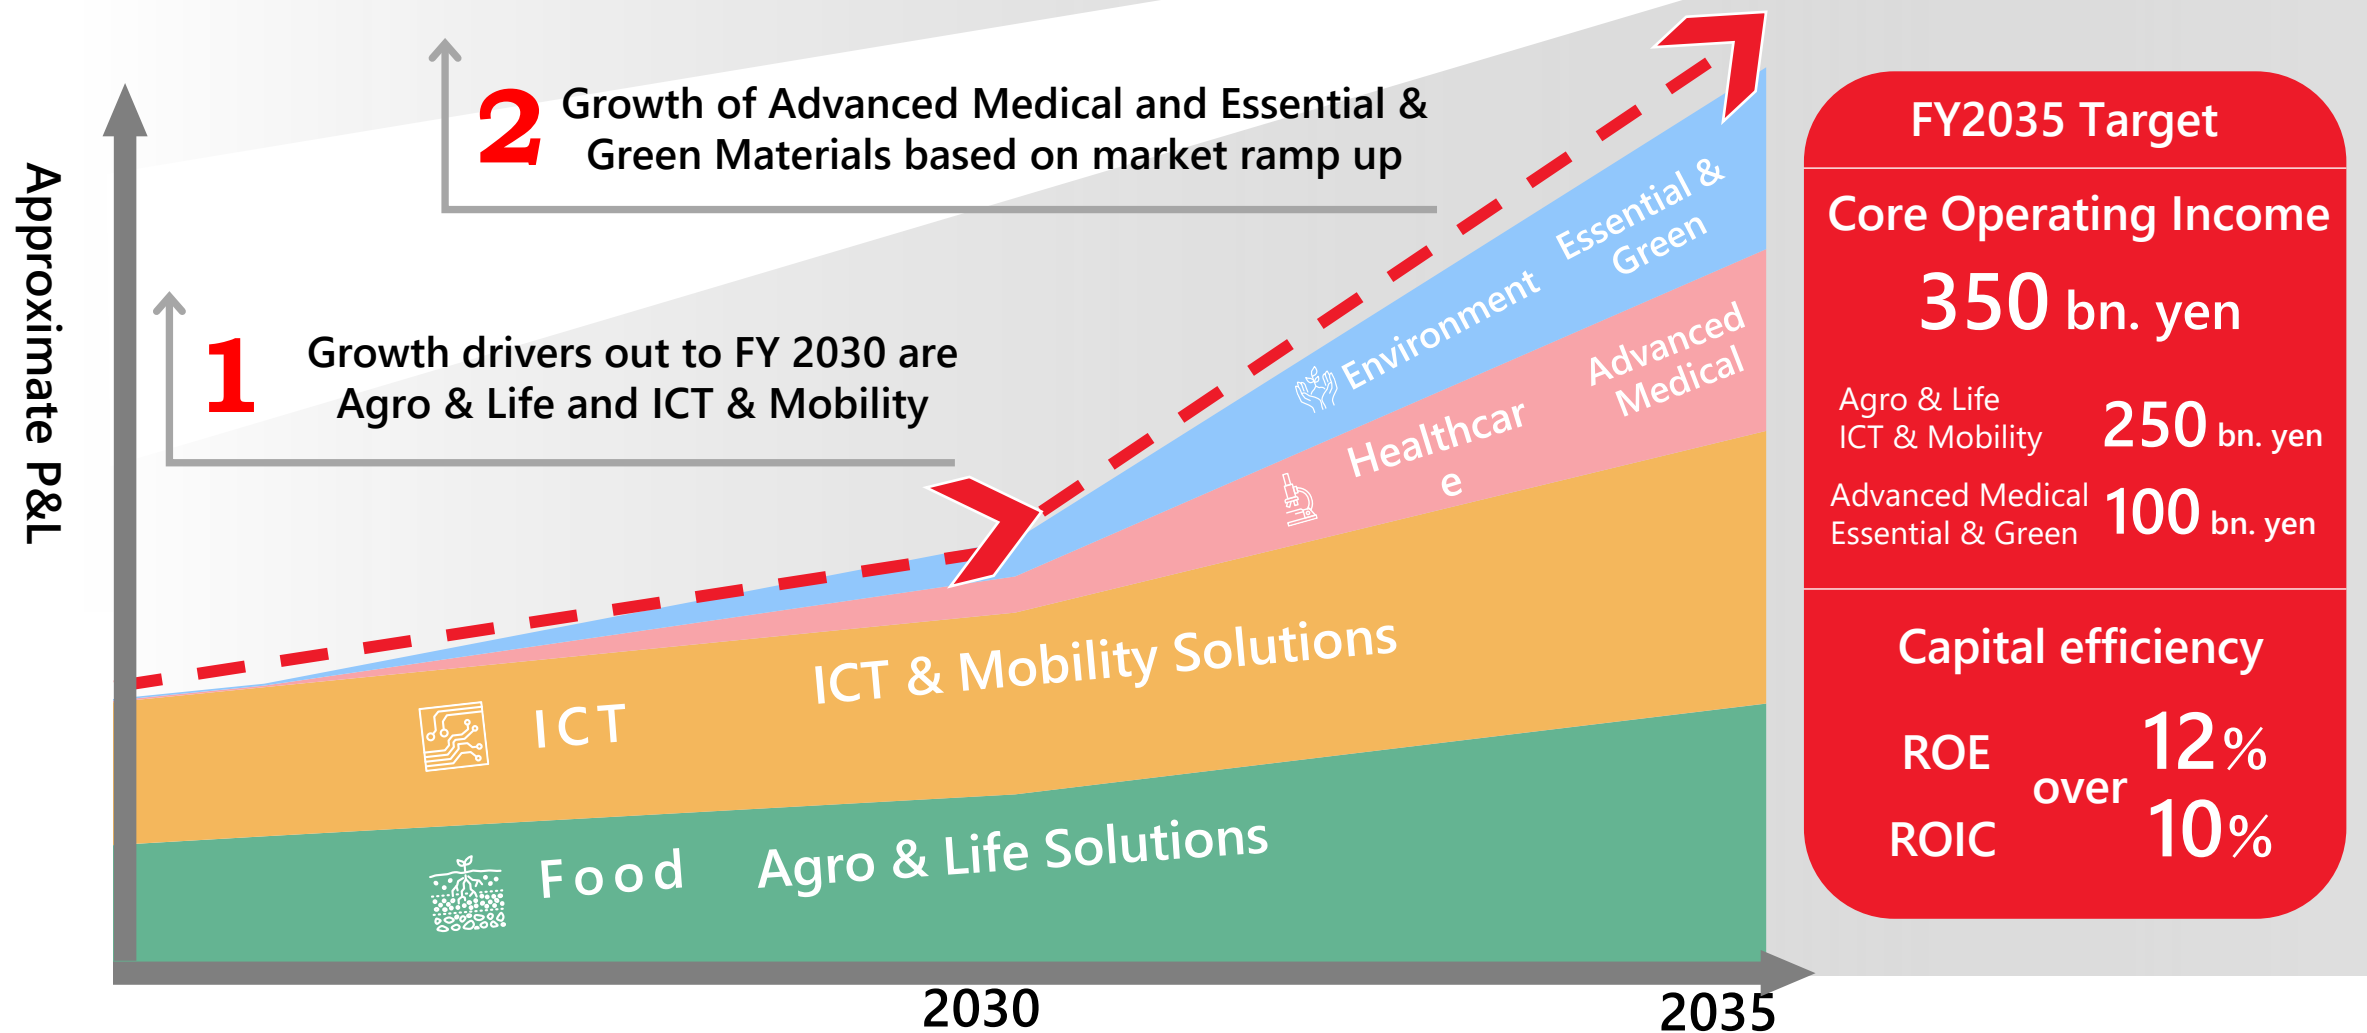 Approximate P&L
2 Growth of Advanced Medical and Essential &
Green Materials based on market ramp up
1 Growth drivers out to FY 2030 are
Agro & Life and ICT & Mobility
Environment
Essential &
Green
Healthcar
e
Advanced
Medical
ICT
ICT & Mobility Solutions
Food
Agro & Life Solutions
2030
2035
FY2035 Target
Core Operating Income
350 bn. yen
Agro & Life
ICT & Mobility
250 bn. yen
Advanced Medical
Essential & Green
100 bn. yen
Capital efficiency
ROE
12%
over
ROIC
10%